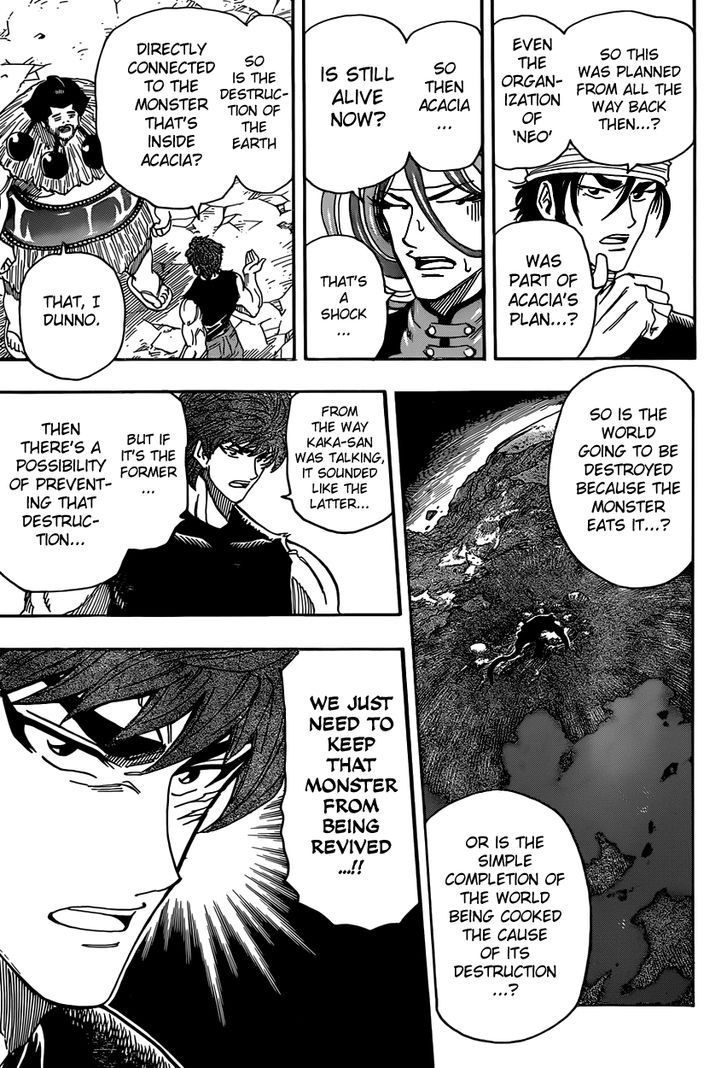 SO THIS
WAS PLANNED
FROM ALL THE
WAY BACK
THEN...?
EVEN
THE
ORGAN-
IZATION
OF
'NEO'
WAS
PART OF
ACACIA'S
PLAN...?
SO
THEN
ACACIA
...
IS STILL
ALIVE
NOW?
THAT'S
A
SHOCK
...
SO
IS THE
DESTRUC-
TION OF
THE
EARTH
DIRECTLY
CONNECTED
TO THE
MONSTER
THAT'S
INSIDE
ACACIA?
THAT, I
DUNNO.
SO IS THE
WORLD
GOING TO BE
DESTROYED
BECAUSE THE
MONSTER
EATS IT...?
OR IS THE
SIMPLE
COMPLETION OF
THE WORLD
BEING COOKED
THE CAUSE
OF ITS
DESTRUCTION
...?
FROM
THE WAY
KAKA-SAN
WAS TALKING,
IT SOUNDED
LIKE THE
LATTER...
BUT IF
IT'S THE
FORMER
...
THEN
THERE'S A
POSSIBILITY
OF PREVENT-
ING THAT
DESTRUC-
TION...
WE JUST
NEED TO
KEEP
THAT
MONSTER
FROM
BEING
REVIVED
...!!